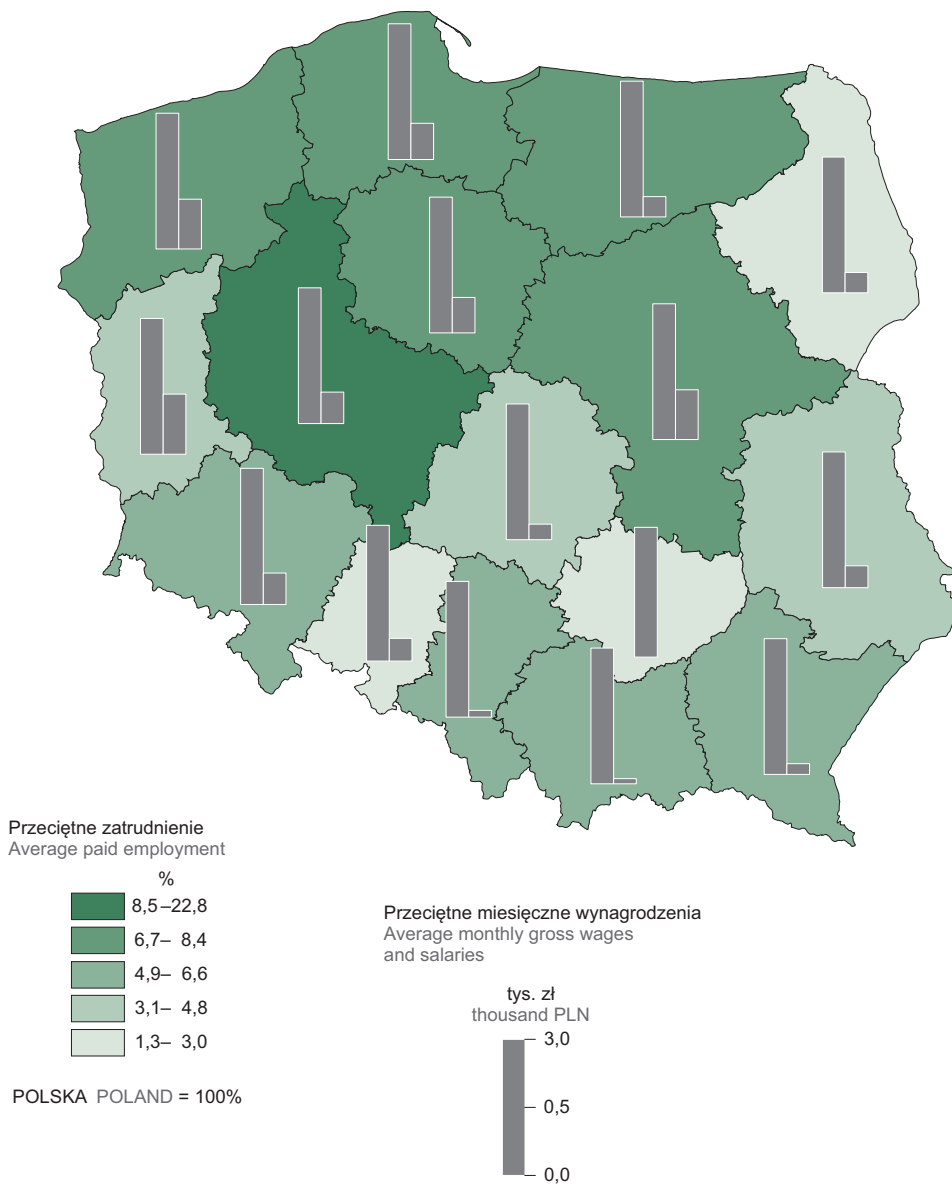 Przeciętne zatrudnienie
Average paid employment
%
8,5–22,8
6,7– 8,4
4,9– 6,6
3,1– 4,8
1,3– 3,0
POLSKA POLAND = 100%
Przeciętne miesięczne wynagrodzenia
Average monthly gross wages
and salaries
tys. zł
thousand PLN
3,0
0,5
0,0